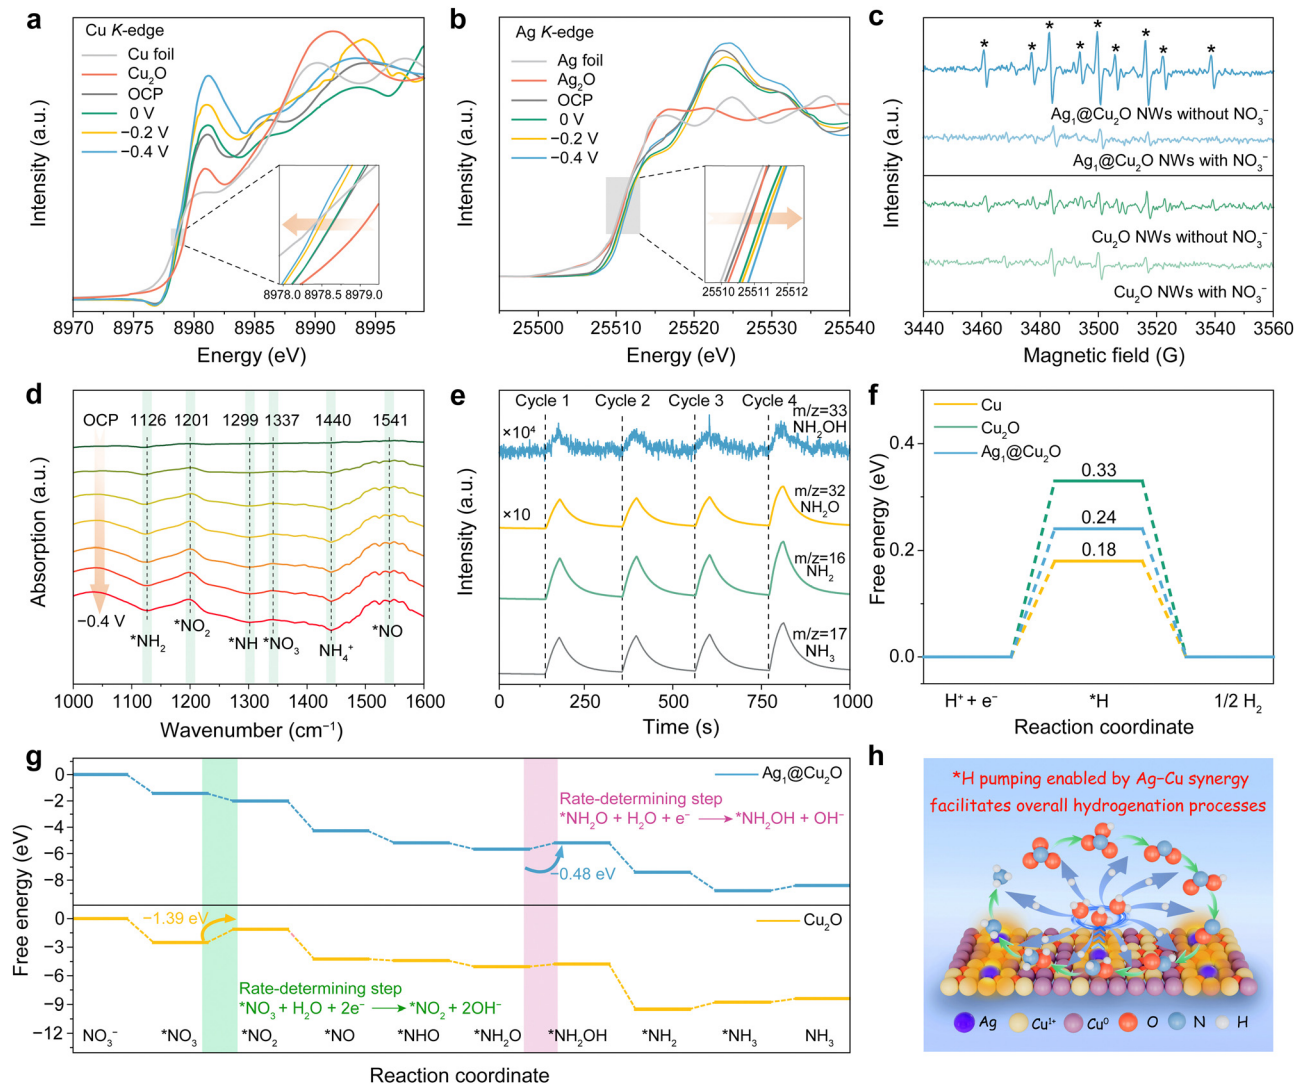 a
Cu K-edge
Cu foil
Cu₂O
OCP
0 V
−0.2 V
−0.4 V
Intensity (a.u.)
8978.0 8978.5 8979.0
8970 8975 8980 8985 8990 8995
Energy (eV)
b
Ag K-edge
Ag foil
Ag₂O
OCP
0 V
−0.2 V
−0.4 V
Intensity (a.u.)
25510 25511 25512
25500 25510 25520 25530 25540
Energy (eV)
c
* * * * * * * * *
Ag₁@Cu₂O NWs without NO₃⁻
Ag₁@Cu₂O NWs with NO₃⁻
Cu₂O NWs without NO₃⁻
Cu₂O NWs with NO₃⁻
Intensity (a.u.)
3440 3460 3480 3500 3520 3540 3560
Magnetic field (G)
d
OCP 1126 1201 1299 1337 1440 1541
−0.4 V
*NH₂ *NO₂ *NH *NO₃ NH₄⁺ *NO
Absorption (a.u.)
1000 1100 1200 1300 1400 1500 1600
Wavenumber (cm⁻¹)
e
Cycle 1 Cycle 2 Cycle 3 Cycle 4
×10⁴
m/z=33
NH₂OH
×10
m/z=32
NH₂O
m/z=16
NH₂
m/z=17
NH₃
Intensity (a.u.)
0 250 500 750 1000
Time (s)
f
Cu
Cu₂O
Ag₁@Cu₂O
0.4
0.2
0.0
0.33
0.24
0.18
Free energy (eV)
H⁺ + e⁻ *H 1/2 H₂
Reaction coordinate
g
0
−2
−4
−6
−8
Ag₁@Cu₂O
Rate-determining step
*NH₂O + H₂O + e⁻ ⟶ *NH₂OH + OH⁻
−0.48 eV
0
−3
−6
−9
−12
Cu₂O
−1.39 eV
Rate-determining step
*NO₃ + H₂O + 2e⁻ ⟶ *NO₂ + 2OH⁻
Free energy (eV)
NO₃⁻ *NO₃ *NO₂ *NO *NHO *NH₂O *NH₂OH *NH₂ *NH₃ NH₃
Reaction coordinate
h
*H pumping enabled by Ag−Cu synergy
facilitates overall hydrogenation processes
Ag Cu¹⁺ Cu⁰ O N H